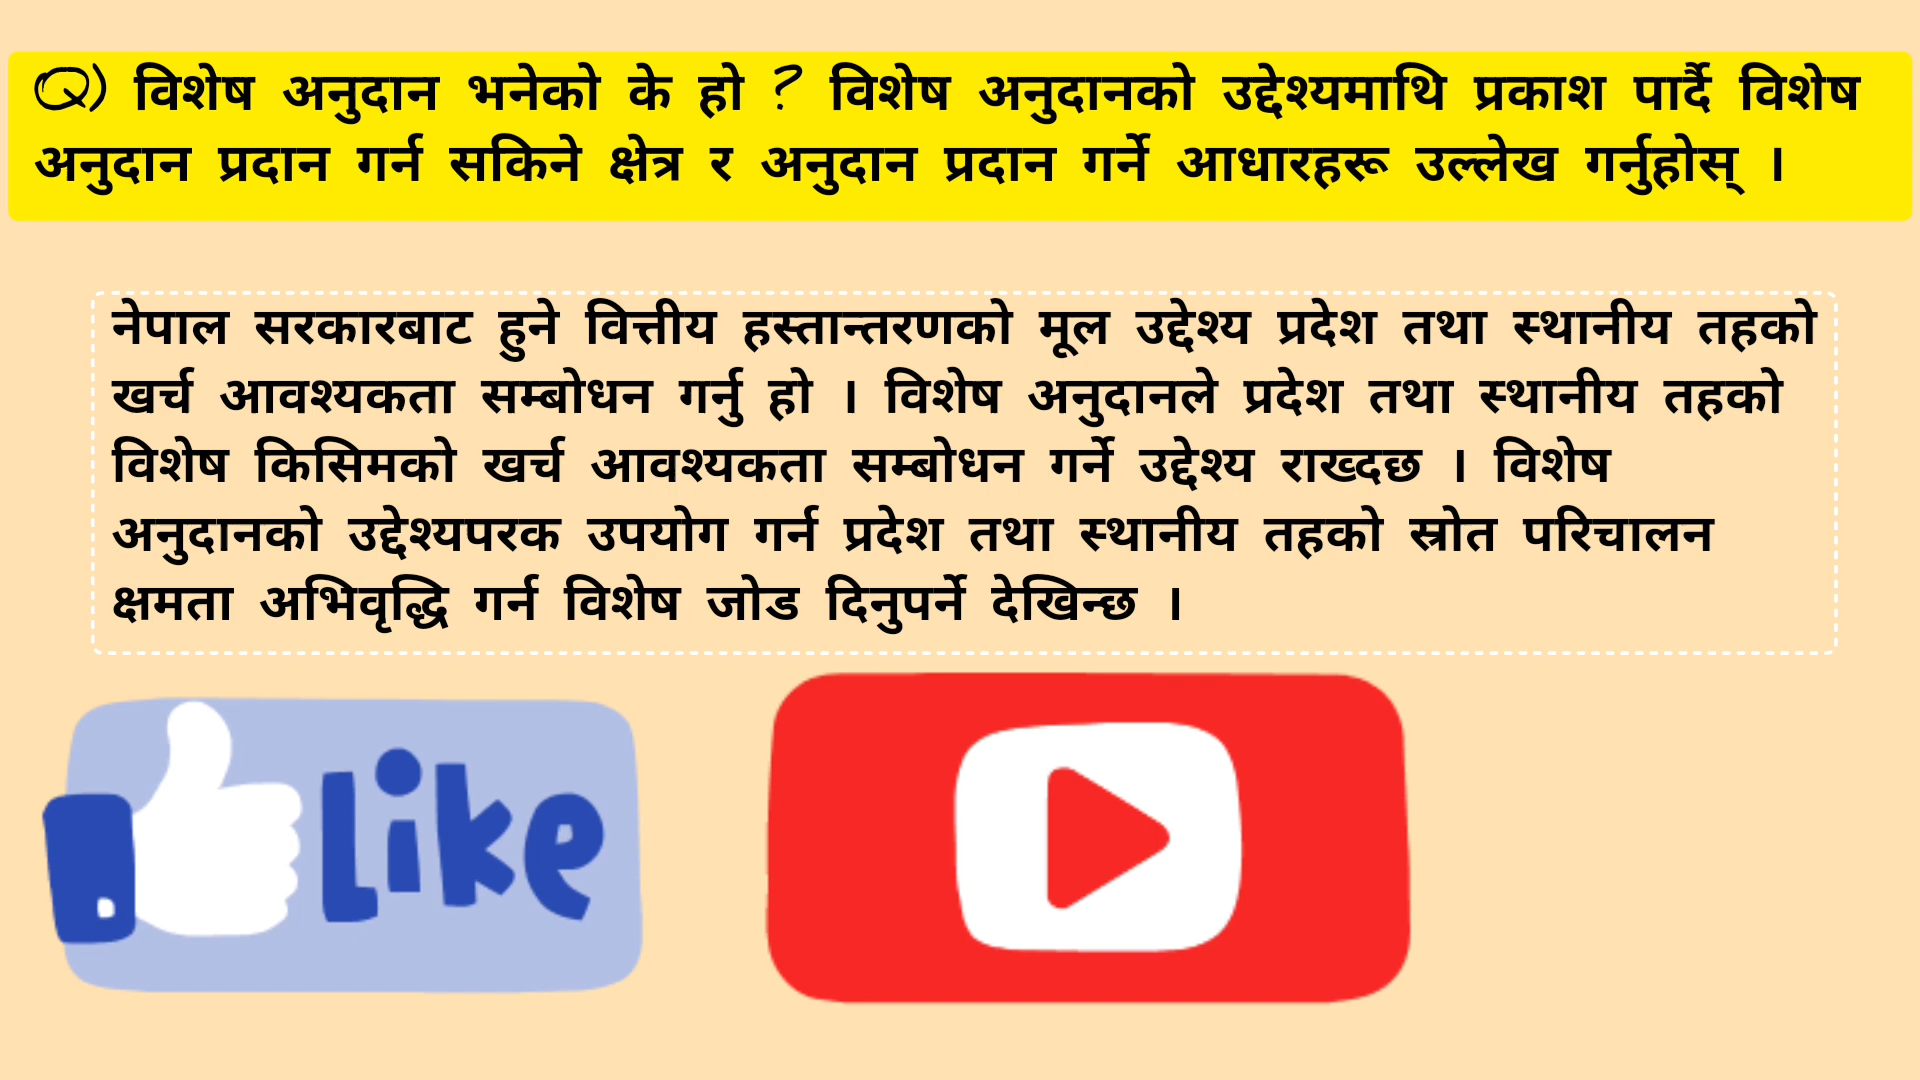 Q) विशेष अनुदान भनेको के हो ? विशेष अनुदानको उद्देश्यमाथि प्रकाश पार्दै विशेष
अनुदान प्रदान गर्न सकिने क्षेत्र र अनुदान प्रदान गर्ने आधारहरू उल्लेख गर्नुहोस् ।
नेपाल सरकारबाट हुने वित्तीय हस्तान्तरणको मूल उद्देश्य प्रदेश तथा स्थानीय तहको
खर्च आवश्यकता सम्बोधन गर्नु हो । विशेष अनुदानले प्रदेश तथा स्थानीय तहको
विशेष किसिमको खर्च आवश्यकता सम्बोधन गर्ने उद्देश्य राख्दछ । विशेष
अनुदानको उद्देश्यपरक उपयोग गर्न प्रदेश तथा स्थानीय तहको स्रोत परिचालन
क्षमता अभिवृद्धि गर्न विशेष जोड दिनुपर्ने देखिन्छ ।
Like